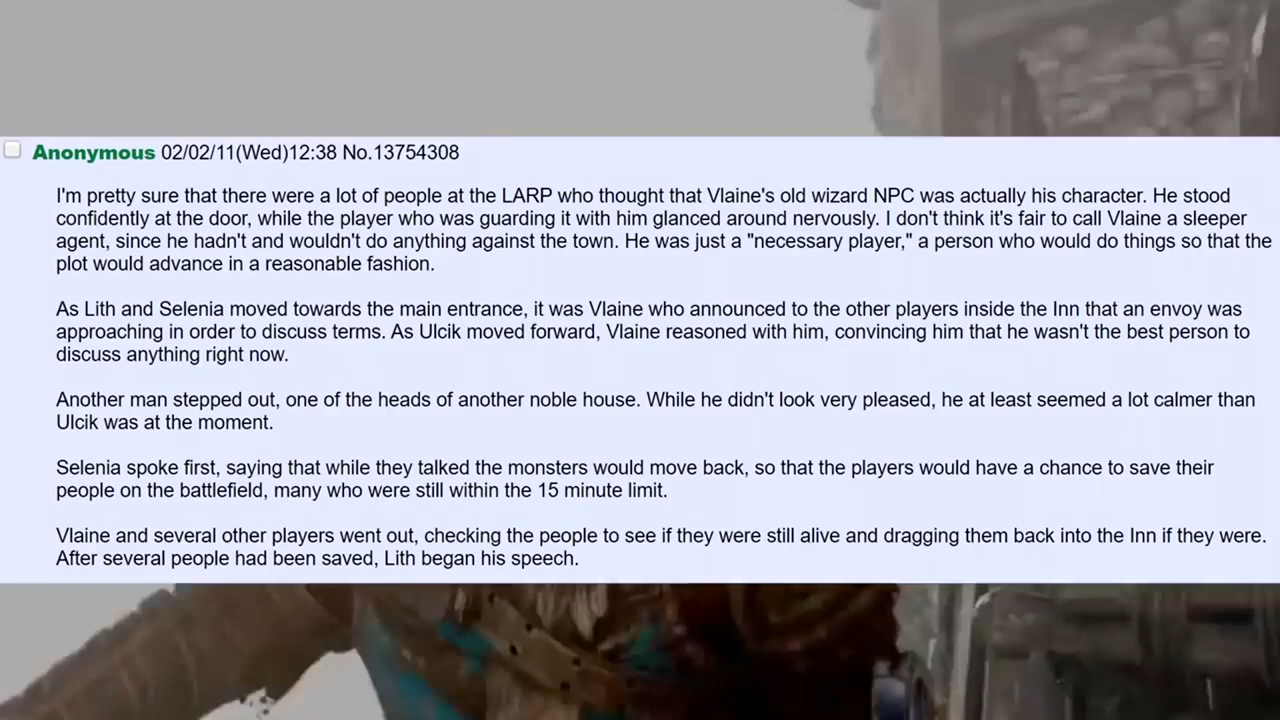 Anonymous 02/02/11(Wed)12:38 No.13754308
I'm pretty sure that there were a lot of people at the LARP who thought that Vlaine's old wizard NPC was actually his character. He stood
confidently at the door, while the player who was guarding it with him glanced around nervously. I don't think it's fair to call Vlaine a sleeper
agent, since he hadn't and wouldn't do anything against the town. He was just a "necessary player," a person who would do things so that the
plot would advance in a reasonable fashion.
As Lith and Selenia moved towards the main entrance, it was Vlaine who announced to the other players inside the Inn that an envoy was
approaching in order to discuss terms. As Ulcik moved forward, Vlaine reasoned with him, convincing him that he wasn't the best person to
discuss anything right now.
Another man stepped out, one of the heads of another noble house. While he didn't look very pleased, he at least seemed a lot calmer than
Ulcik was at the moment.
Selenia spoke first, saying that while they talked the monsters would move back, so that the players would have a chance to save their
people on the battlefield, many who were still within the 15 minute limit.
Vlaine and several other players went out, checking the people to see if they were still alive and dragging them back into the Inn if they were.
After several people had been saved, Lith began his speech.